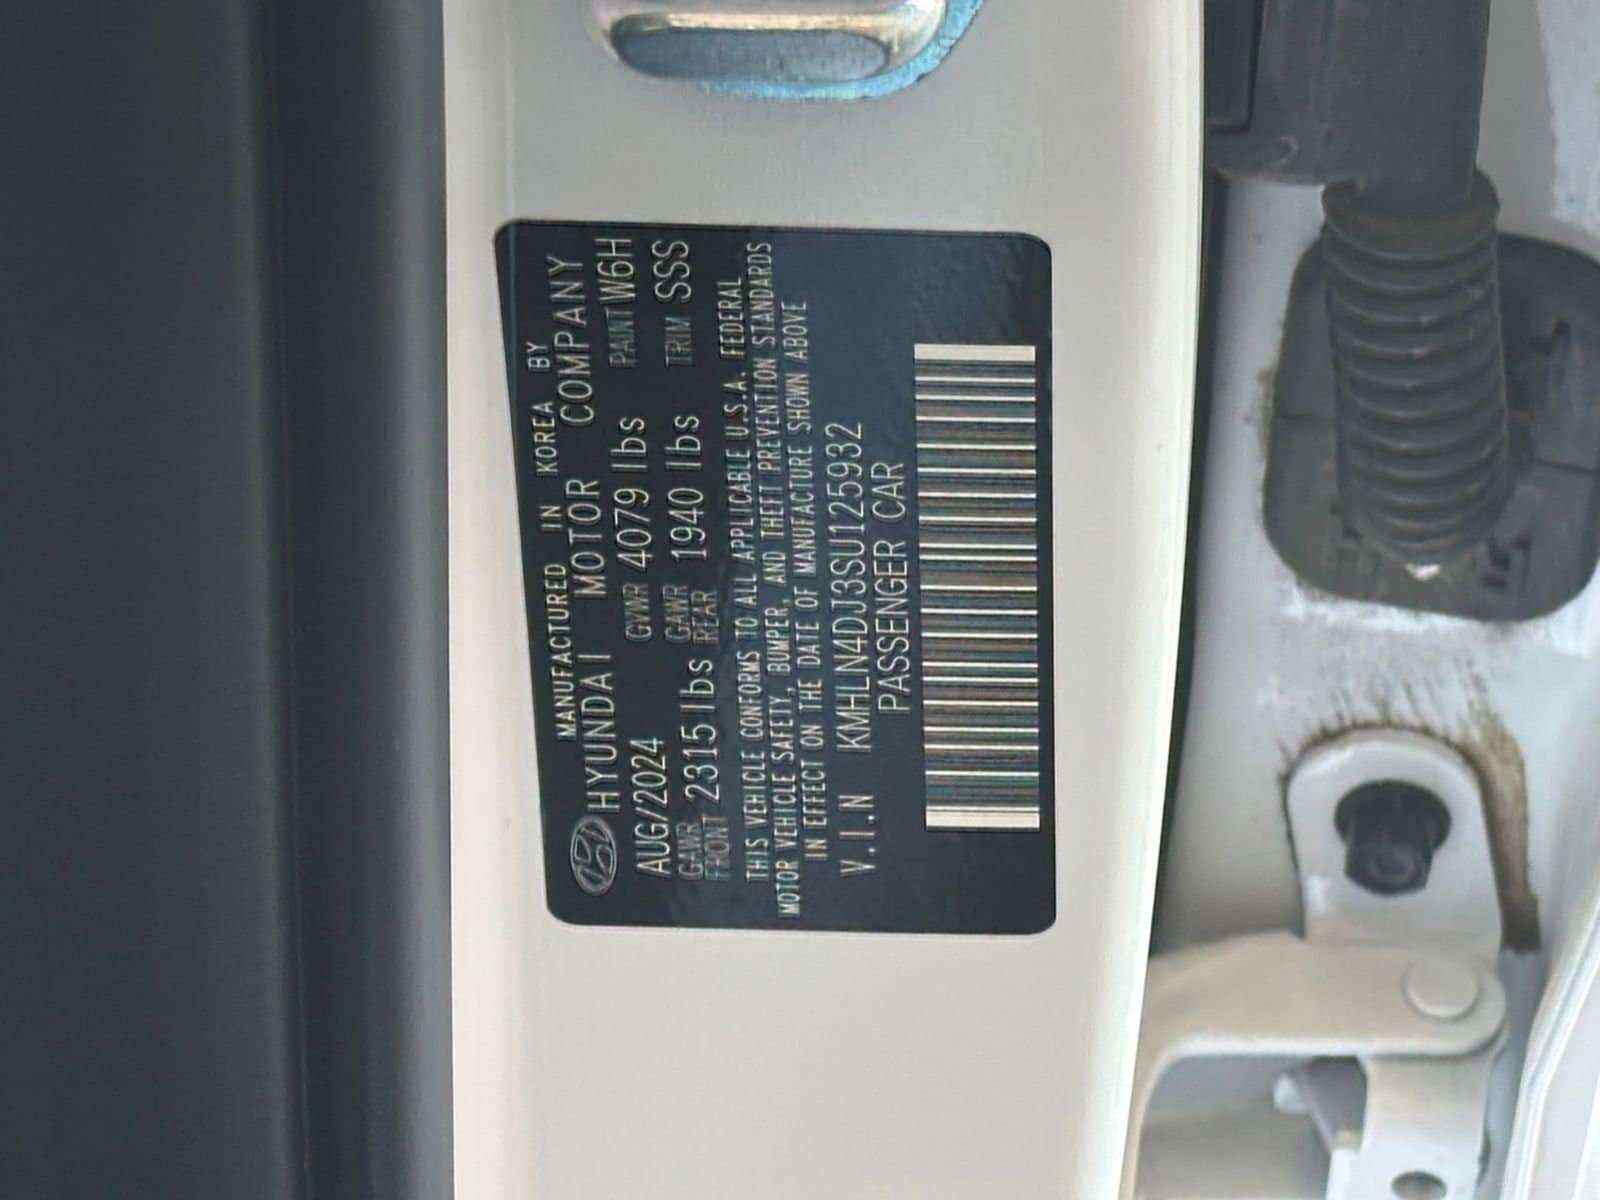 MANUFACTURED IN KOREA BY
HYUNDAI MOTOR COMPANY
AUG/2024 GVWR 4079 lbs PAINT W6H
GAWR FRONT 2315 lbs GAWR REAR 1940 lbs TRIM SSS
THIS VEHICLE CONFORMS TO ALL APPLICABLE U.S.A. FEDERAL
MOTOR VEHICLE SAFETY, BUMPER, AND THEFT PREVENTION STANDARDS
IN EFFECT ON THE DATE OF MANUFACTURE SHOWN ABOVE
V.I.N KMHLN4DJ3SU125932
PASSENGER CAR